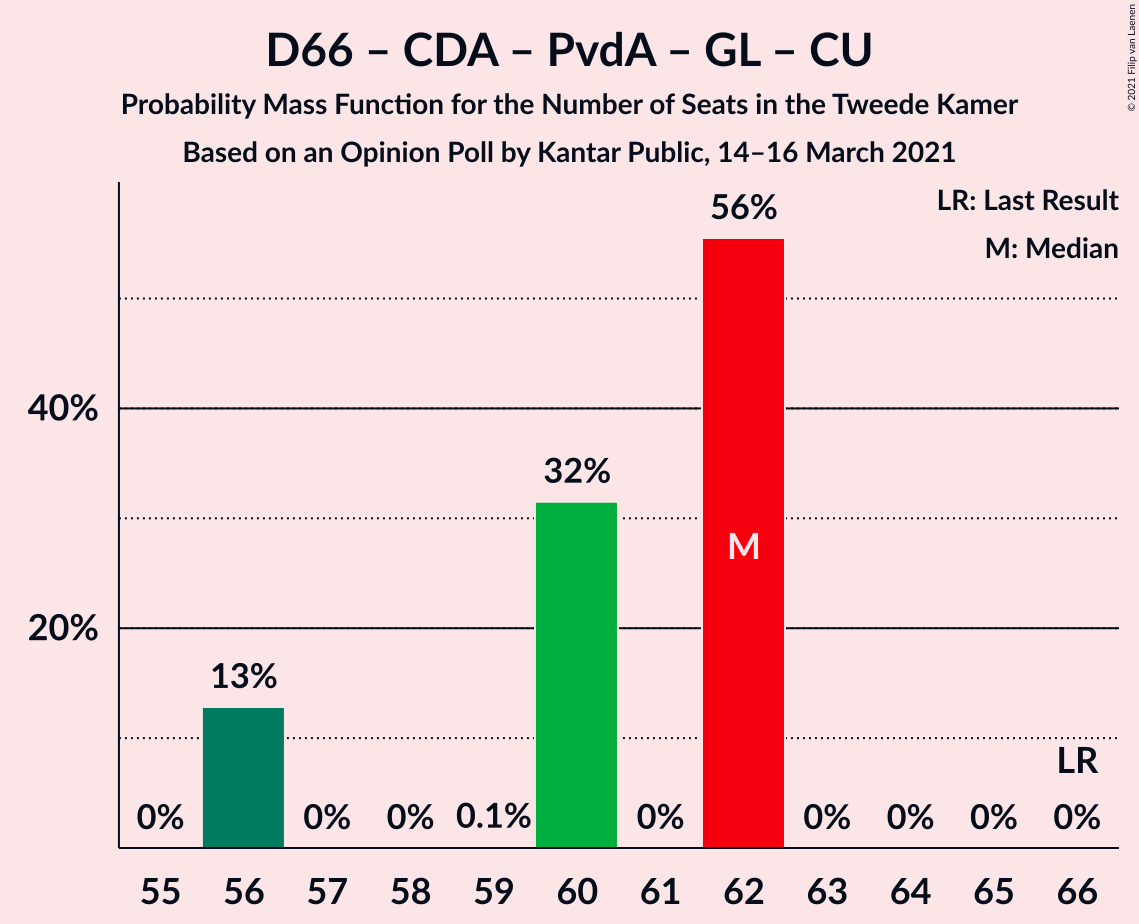 D66 – CDA – PvdA – GL – CU
Probability Mass Function for the Number of Seats in the Tweede Kamer
Based on an Opinion Poll by Kantar Public, 14–16 March 2021
© 2021 Filip van Laenen
LR: Last Result
M: Median
56%
40%
32%
M
20%
13%
LR
0% 0% 0% 0.1% 0% 0% 0% 0% 0%
55 56 57 58 59 60 61 62 63 64 65 66